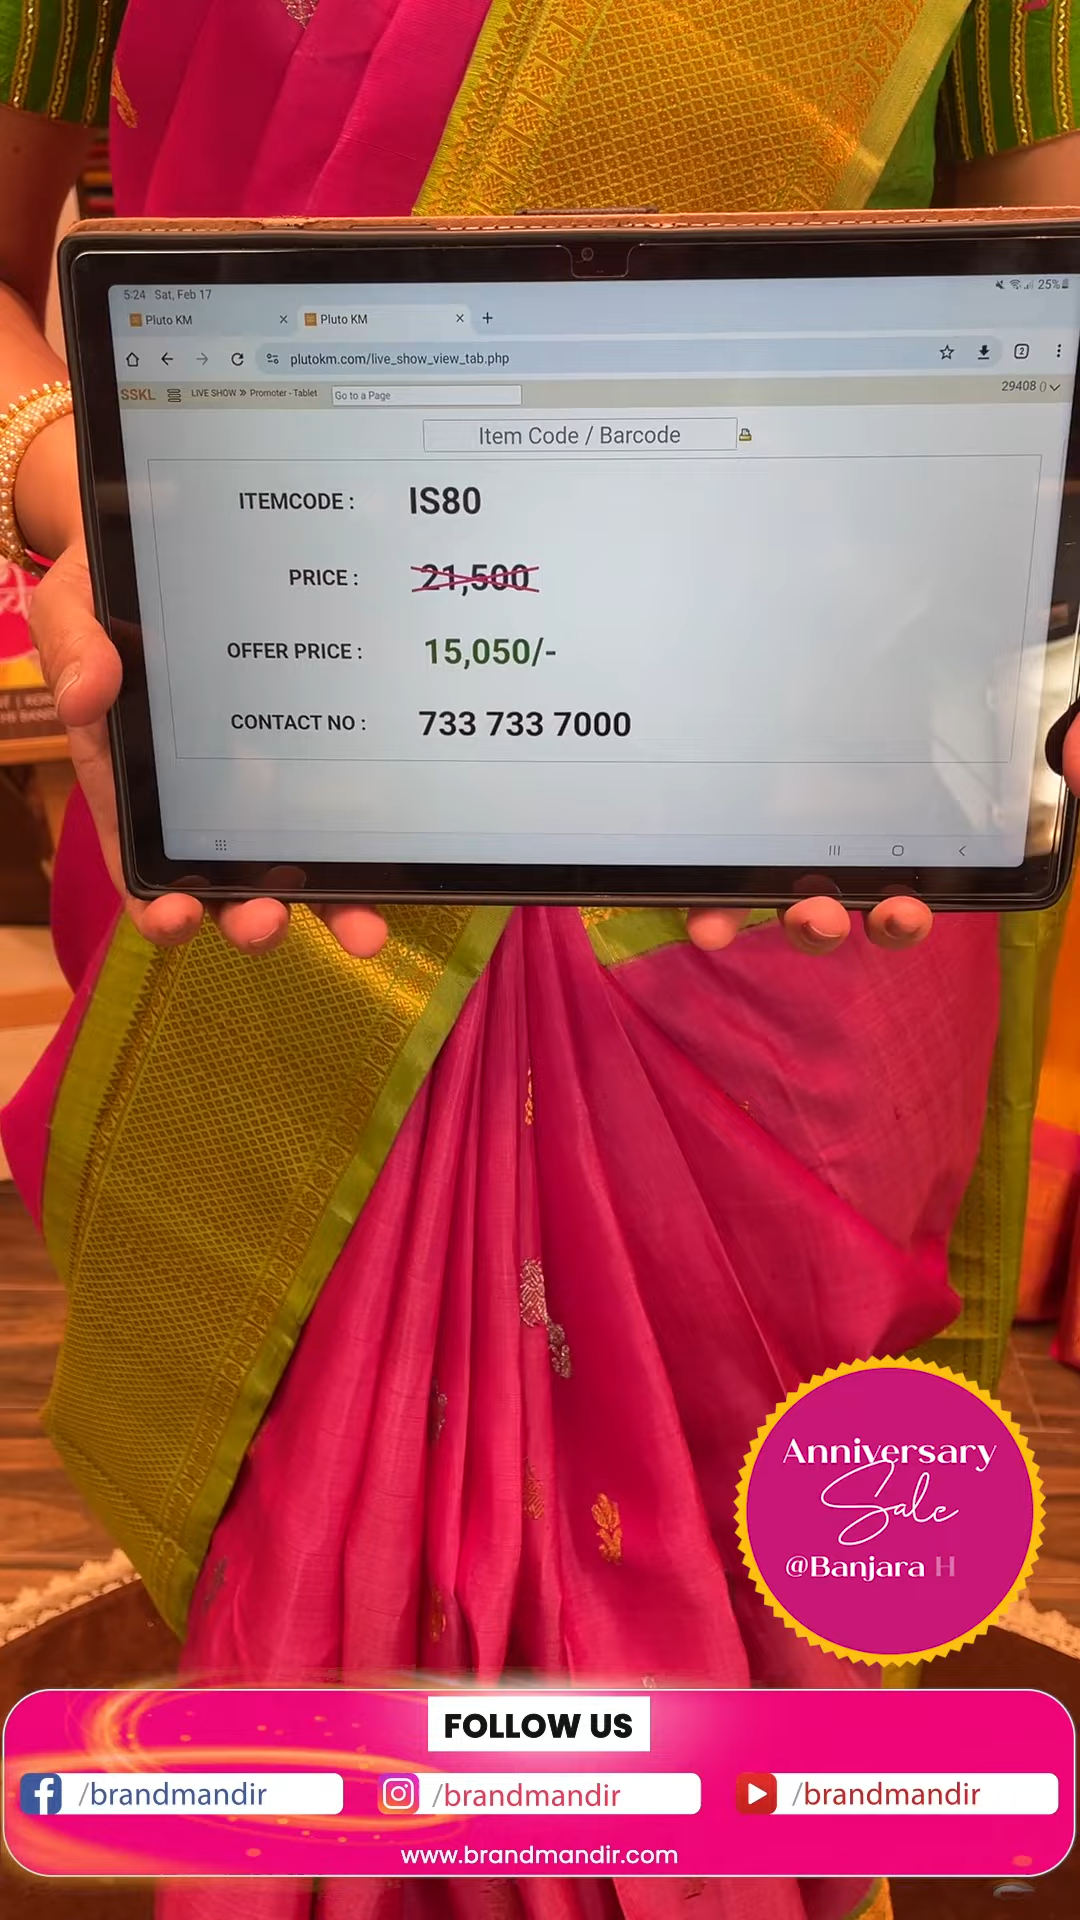 5:24 Sat, Feb 17
25%
Pluto KM
Pluto KM
plutokm.com/live_show_view_tab.php
2
SSKL
LIVE SHOW » Promoter - Tablet
Go to a Page
29408 ()
Item Code / Barcode
ITEMCODE : IS80
PRICE : 21,500
OFFER PRICE : 15,050/-
CONTACT NO : 733 733 7000
Anniversary
Sale
@Banjara H
FOLLOW US
/brandmandir
/brandmandir
/brandmandir
www.brandmandir.com